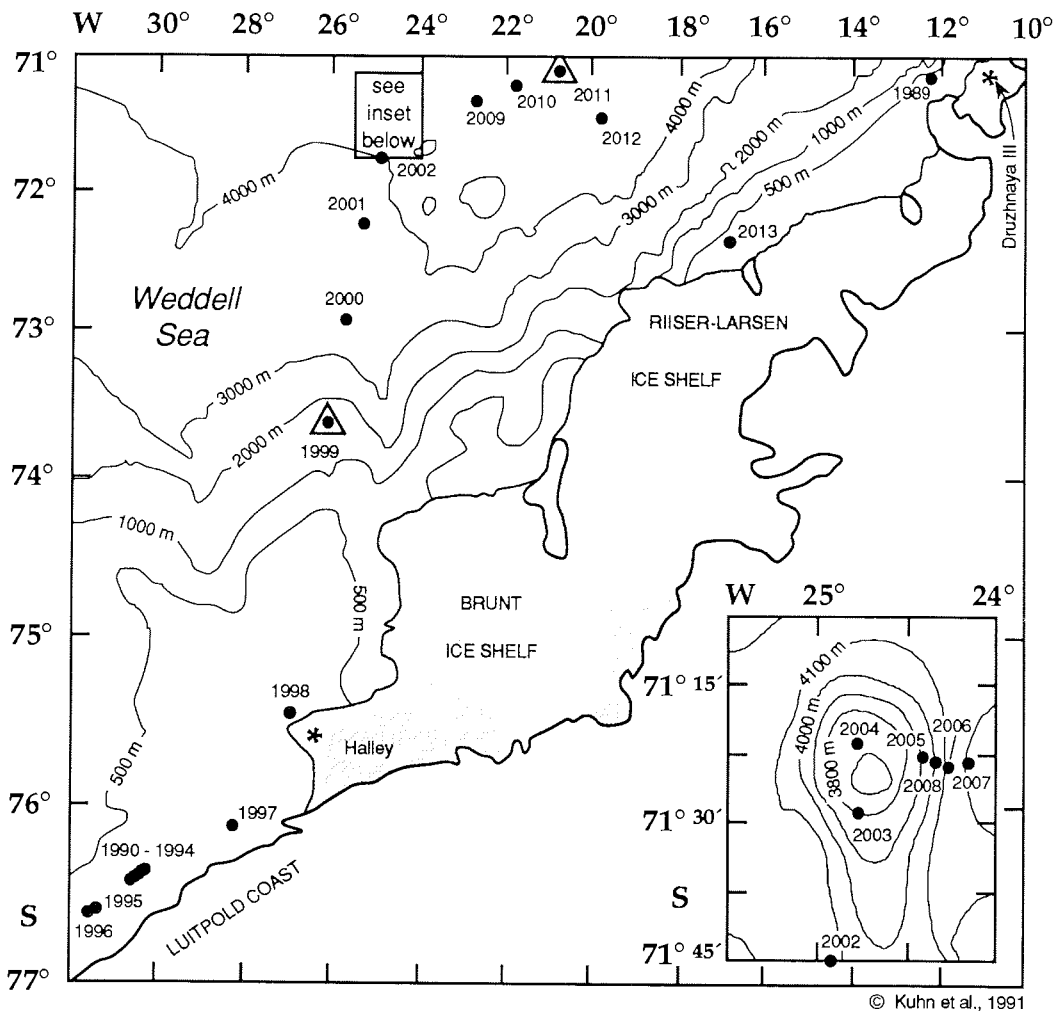 W 30° 28° 26° 24° 22° 20° 18° 16° 14° 12° 10°
71°
see
inset
below
2002
2009
2010
2011
2012
4000 m
2000 m
1000 m
1989
*
500 m
Druzhnaya III
72°
4000 m
2001
3000 m
2013
Weddell
Sea
2000
73°
RIISER-LARSEN
ICE SHELF
3000 m
2000 m
1999
74°
1000 m
500 m
BRUNT
ICE SHELF
75°
1998
*
Halley
500 m
76°
1997
1990 - 1994
1995
1996
S
LUITPOLD COAST
77°
W 25° 24°
4100 m
71° 15´
4000 m
2004
2005
2006
3800 m
2008
2007
71° 30´
2003
S
2002
71° 45´
© Kuhn et al., 1991